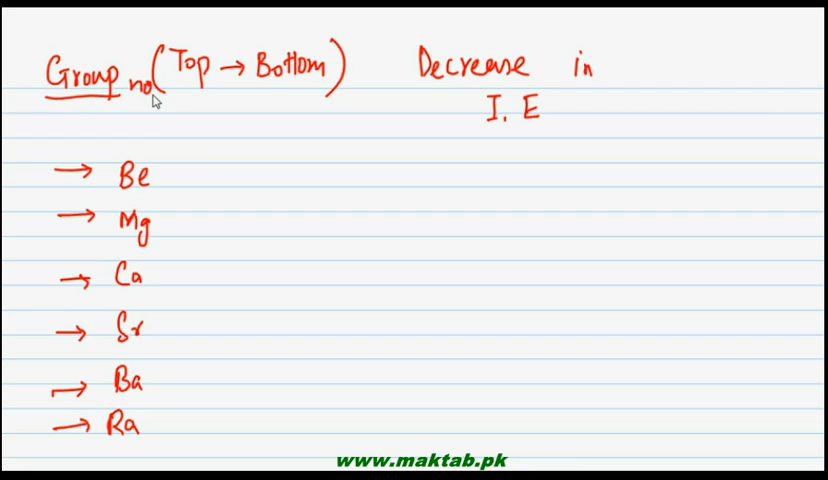 Group no (Top → Bottom) Decrease in
I. E
→ Be
→ Mg
→ Ca
→ Sr
→ Ba
→ Ra
www.maktab.pk